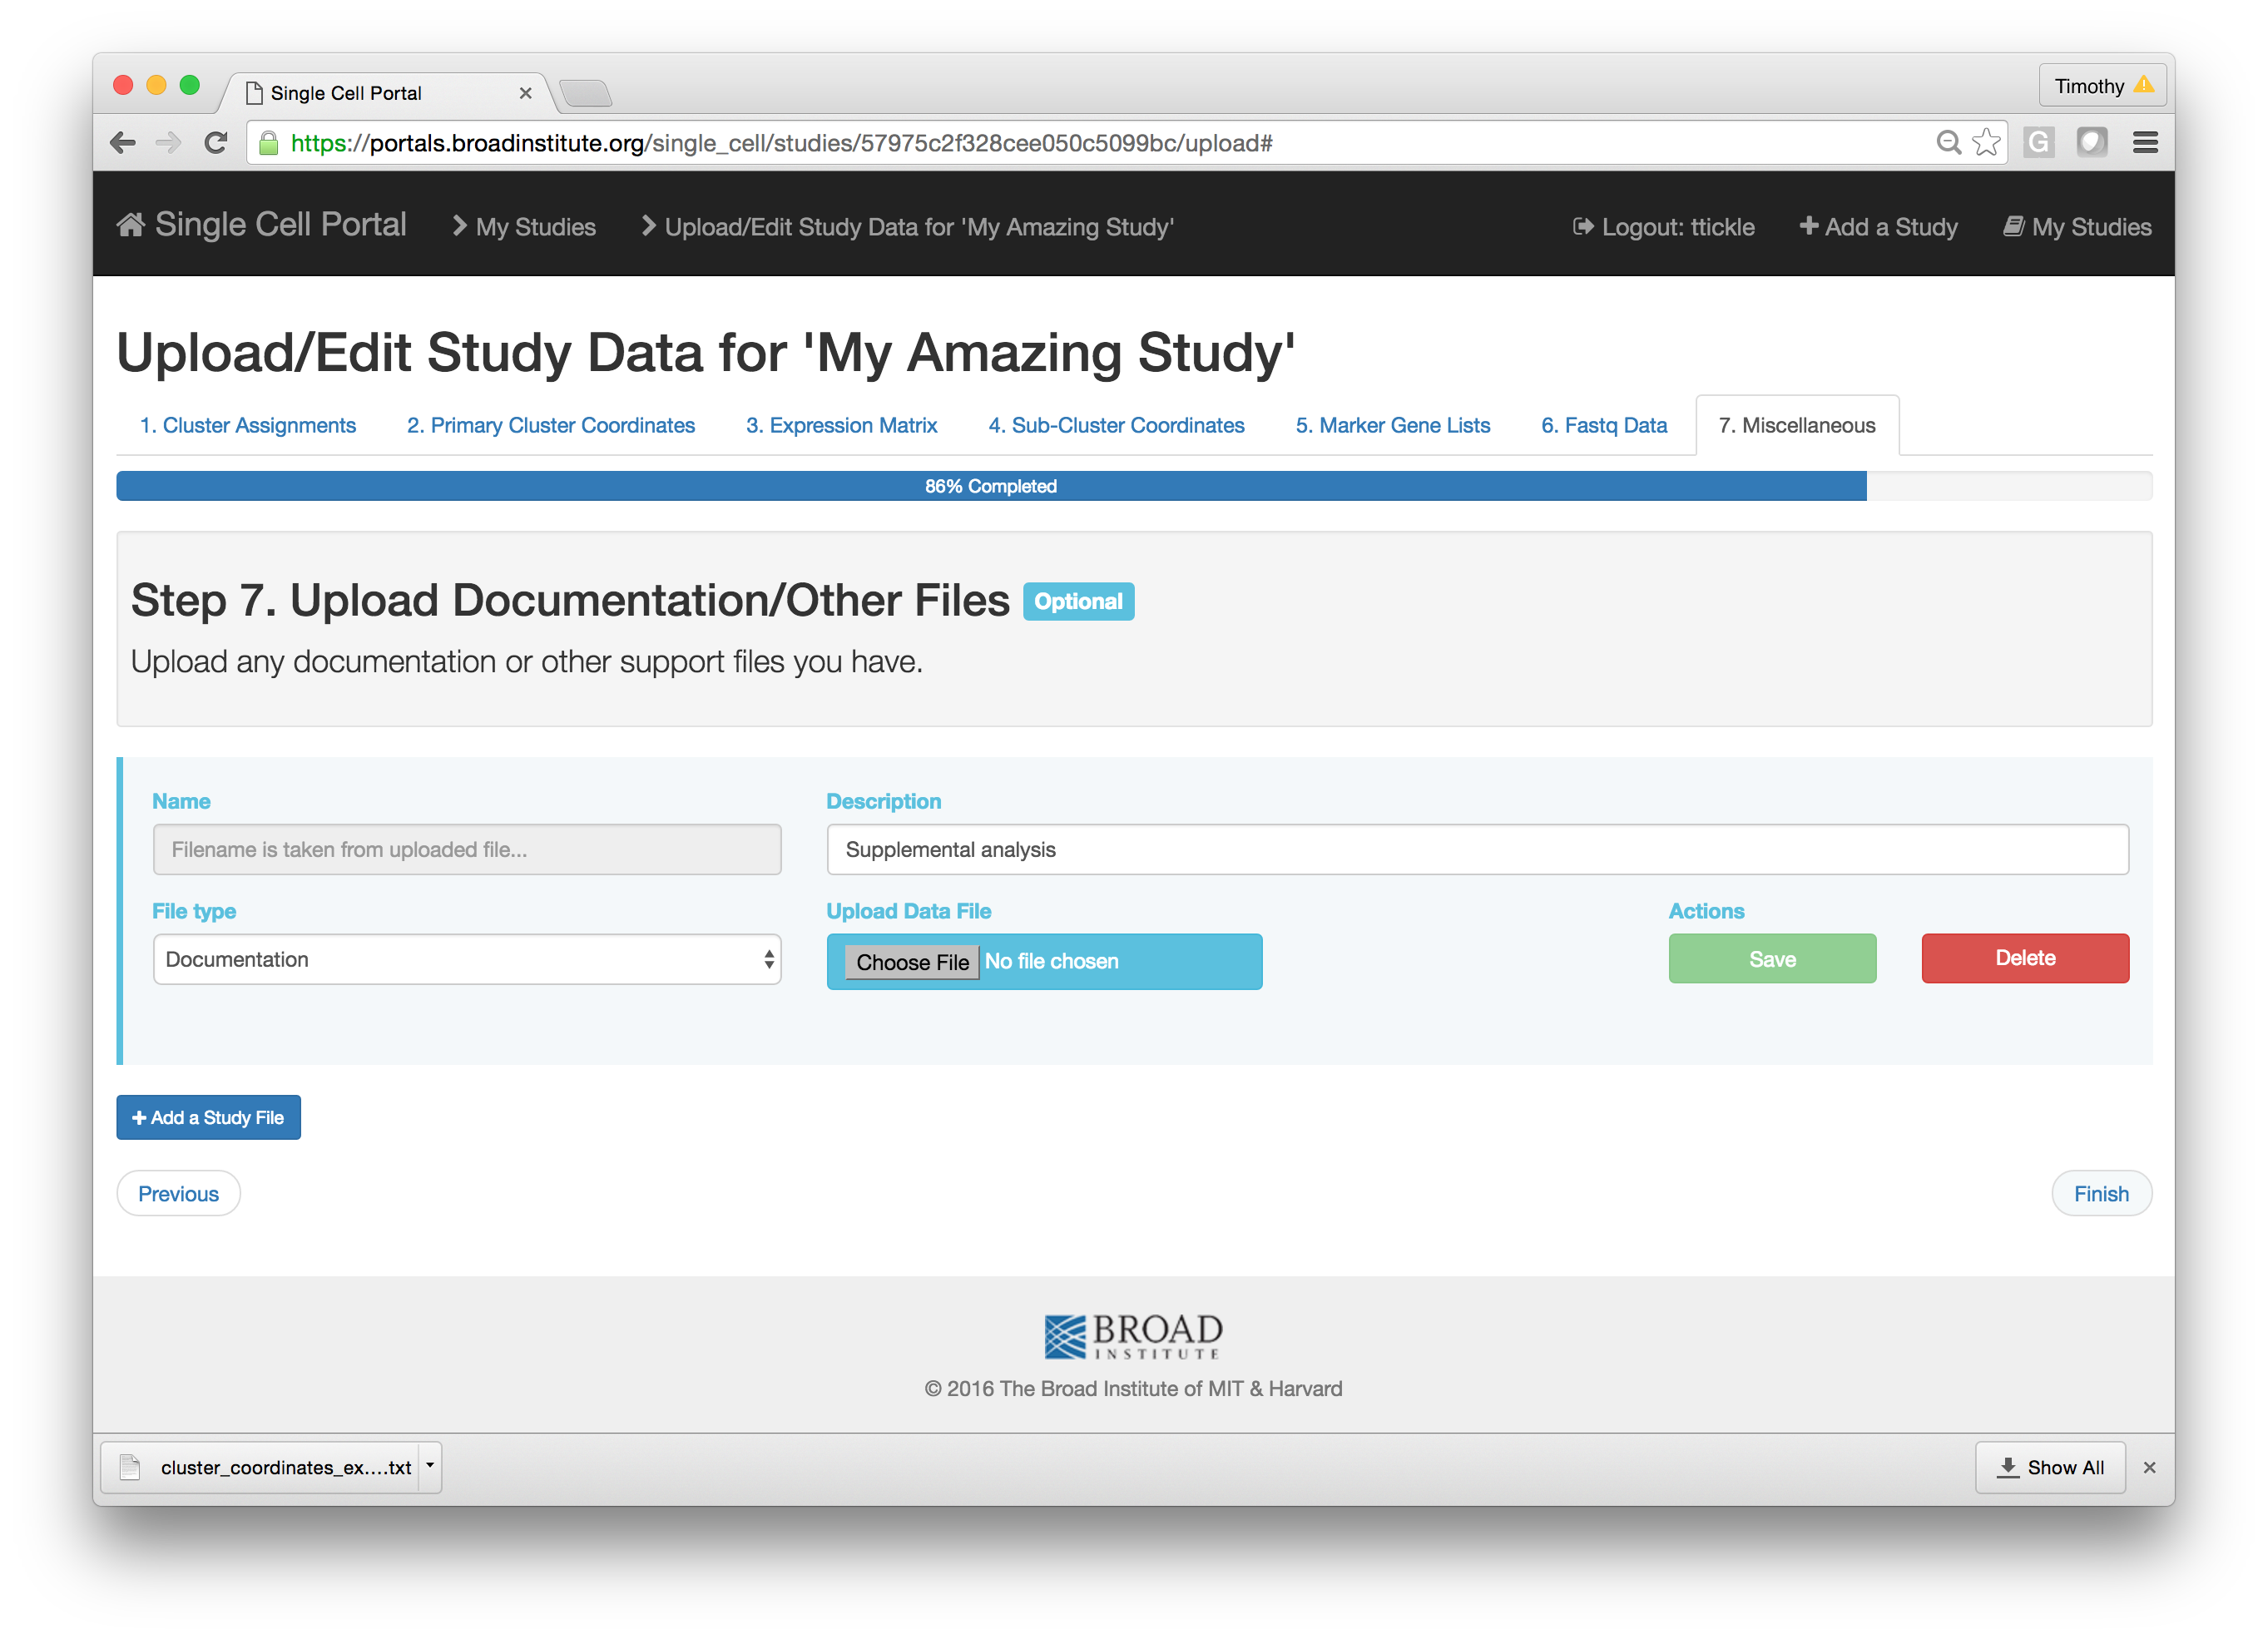 Single Cell Portal
Timothy
https://portals.broadinstitute.org/single_cell/studies/57975c2f328cee050c5099bc/upload#
G
Single Cell Portal My Studies Upload/Edit Study Data for 'My Amazing Study' Logout: ttickle Add a Study My Studies
Upload/Edit Study Data for 'My Amazing Study'
1. Cluster Assignments 2. Primary Cluster Coordinates 3. Expression Matrix 4. Sub-Cluster Coordinates 5. Marker Gene Lists 6. Fastq Data 7. Miscellaneous
86% Completed
Step 7. Upload Documentation/Other Files Optional
Upload any documentation or other support files you have.
Name Description
Filename is taken from uploaded file... Supplemental analysis
File type Upload Data File Actions
Documentation Choose File No file chosen Save Delete
+ Add a Study File
Previous Finish
BROAD
INSTITUTE
© 2016 The Broad Institute of MIT & Harvard
cluster_coordinates_ex....txt Show All